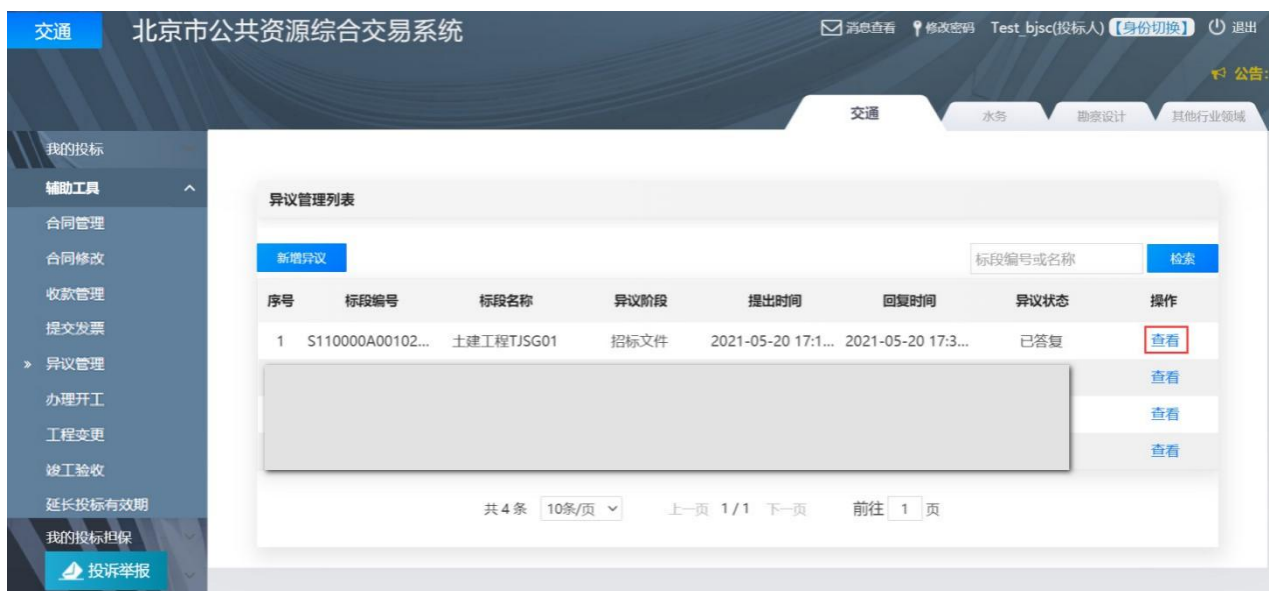 交通 北京市公共资源综合交易系统 消息查看 修改密码 Test_bjsc(投标人)【身份切换】 退出
公告:
交通 水务 勘察设计 其他行业领域
我的投标
辅助工具
合同管理
合同修改
收款管理
提交发票
» 异议管理
办理开工
工程变更
竣工验收
延长投标有效期
我的投标担保
投诉举报
异议管理列表
新增异议 标段编号或名称 检索
序号 标段编号 标段名称 异议阶段 提出时间 回复时间 异议状态 操作
1 S110000A00102... 土建工程TJSG01 招标文件 2021-05-20 17:1... 2021-05-20 17:3... 已答复 查看
查看
查看
查看
共 4 条 10条/页 上一页 1 / 1 下一页 前往 1 页